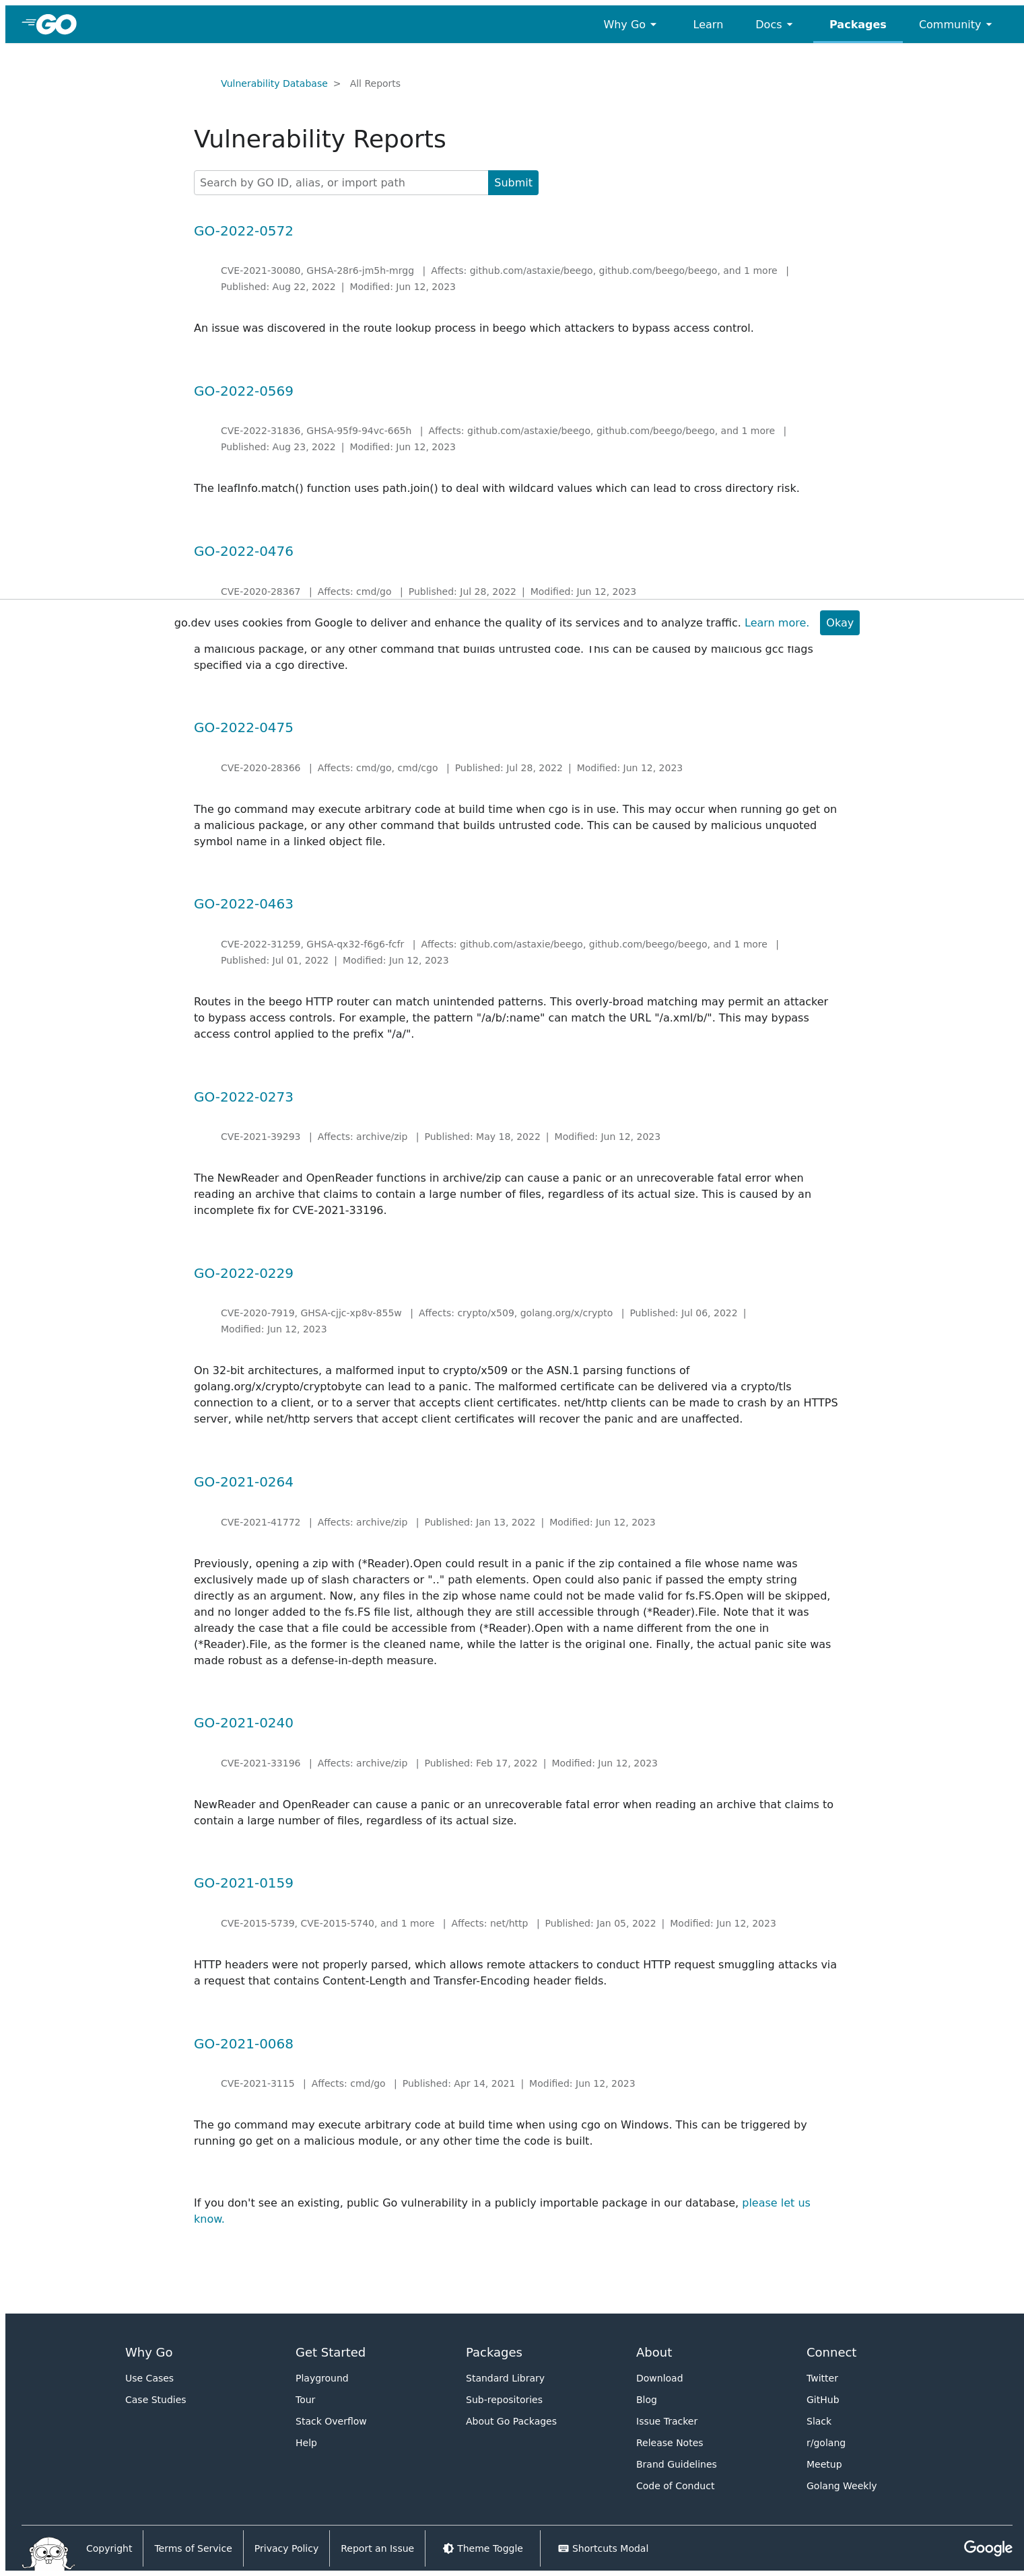 GO
Why Go
Learn
Docs
Packages
Community
Vulnerability Database > All Reports
Vulnerability Reports
Search by GO ID, alias, or import path
Submit
GO-2022-0572
CVE-2021-30080, GHSA-28r6-jm5h-mrgg | Affects: github.com/astaxie/beego, github.com/beego/beego, and 1 more |
Published: Aug 22, 2022 | Modified: Jun 12, 2023
An issue was discovered in the route lookup process in beego which attackers to bypass access control.
GO-2022-0569
CVE-2022-31836, GHSA-95f9-94vc-665h | Affects: github.com/astaxie/beego, github.com/beego/beego, and 1 more |
Published: Aug 23, 2022 | Modified: Jun 12, 2023
The leafInfo.match() function uses path.join() to deal with wildcard values which can lead to cross directory risk.
GO-2022-0476
CVE-2020-28367 | Affects: cmd/go | Published: Jul 28, 2022 | Modified: Jun 12, 2023
go.dev uses cookies from Google to deliver and enhance the quality of its services and to analyze traffic. Learn more. Okay
a malicious package, or any other command that builds untrusted code. This can be caused by malicious gcc flags
specified via a cgo directive.
GO-2022-0475
CVE-2020-28366 | Affects: cmd/go, cmd/cgo | Published: Jul 28, 2022 | Modified: Jun 12, 2023
The go command may execute arbitrary code at build time when cgo is in use. This may occur when running go get on
a malicious package, or any other command that builds untrusted code. This can be caused by malicious unquoted
symbol name in a linked object file.
GO-2022-0463
CVE-2022-31259, GHSA-qx32-f6g6-fcfr | Affects: github.com/astaxie/beego, github.com/beego/beego, and 1 more |
Published: Jul 01, 2022 | Modified: Jun 12, 2023
Routes in the beego HTTP router can match unintended patterns. This overly-broad matching may permit an attacker
to bypass access controls. For example, the pattern "/a/b/:name" can match the URL "/a.xml/b/". This may bypass
access control applied to the prefix "/a/".
GO-2022-0273
CVE-2021-39293 | Affects: archive/zip | Published: May 18, 2022 | Modified: Jun 12, 2023
The NewReader and OpenReader functions in archive/zip can cause a panic or an unrecoverable fatal error when
reading an archive that claims to contain a large number of files, regardless of its actual size. This is caused by an
incomplete fix for CVE-2021-33196.
GO-2022-0229
CVE-2020-7919, GHSA-cjjc-xp8v-855w | Affects: crypto/x509, golang.org/x/crypto | Published: Jul 06, 2022 |
Modified: Jun 12, 2023
On 32-bit architectures, a malformed input to crypto/x509 or the ASN.1 parsing functions of
golang.org/x/crypto/cryptobyte can lead to a panic. The malformed certificate can be delivered via a crypto/tls
connection to a client, or to a server that accepts client certificates. net/http clients can be made to crash by an HTTPS
server, while net/http servers that accept client certificates will recover the panic and are unaffected.
GO-2021-0264
CVE-2021-41772 | Affects: archive/zip | Published: Jan 13, 2022 | Modified: Jun 12, 2023
Previously, opening a zip with (*Reader).Open could result in a panic if the zip contained a file whose name was
exclusively made up of slash characters or ".." path elements. Open could also panic if passed the empty string
directly as an argument. Now, any files in the zip whose name could not be made valid for fs.FS.Open will be skipped,
and no longer added to the fs.FS file list, although they are still accessible through (*Reader).File. Note that it was
already the case that a file could be accessible from (*Reader).Open with a name different from the one in
(*Reader).File, as the former is the cleaned name, while the latter is the original one. Finally, the actual panic site was
made robust as a defense-in-depth measure.
GO-2021-0240
CVE-2021-33196 | Affects: archive/zip | Published: Feb 17, 2022 | Modified: Jun 12, 2023
NewReader and OpenReader can cause a panic or an unrecoverable fatal error when reading an archive that claims to
contain a large number of files, regardless of its actual size.
GO-2021-0159
CVE-2015-5739, CVE-2015-5740, and 1 more | Affects: net/http | Published: Jan 05, 2022 | Modified: Jun 12, 2023
HTTP headers were not properly parsed, which allows remote attackers to conduct HTTP request smuggling attacks via
a request that contains Content-Length and Transfer-Encoding header fields.
GO-2021-0068
CVE-2021-3115 | Affects: cmd/go | Published: Apr 14, 2021 | Modified: Jun 12, 2023
The go command may execute arbitrary code at build time when using cgo on Windows. This can be triggered by
running go get on a malicious module, or any other time the code is built.
If you don't see an existing, public Go vulnerability in a publicly importable package in our database, please let us
know.
Why Go
Use Cases
Case Studies
Get Started
Playground
Tour
Stack Overflow
Help
Packages
Standard Library
Sub-repositories
About Go Packages
About
Download
Blog
Issue Tracker
Release Notes
Brand Guidelines
Code of Conduct
Connect
Twitter
GitHub
Slack
r/golang
Meetup
Golang Weekly
Copyright
Terms of Service
Privacy Policy
Report an Issue
Theme Toggle
Shortcuts Modal
Google